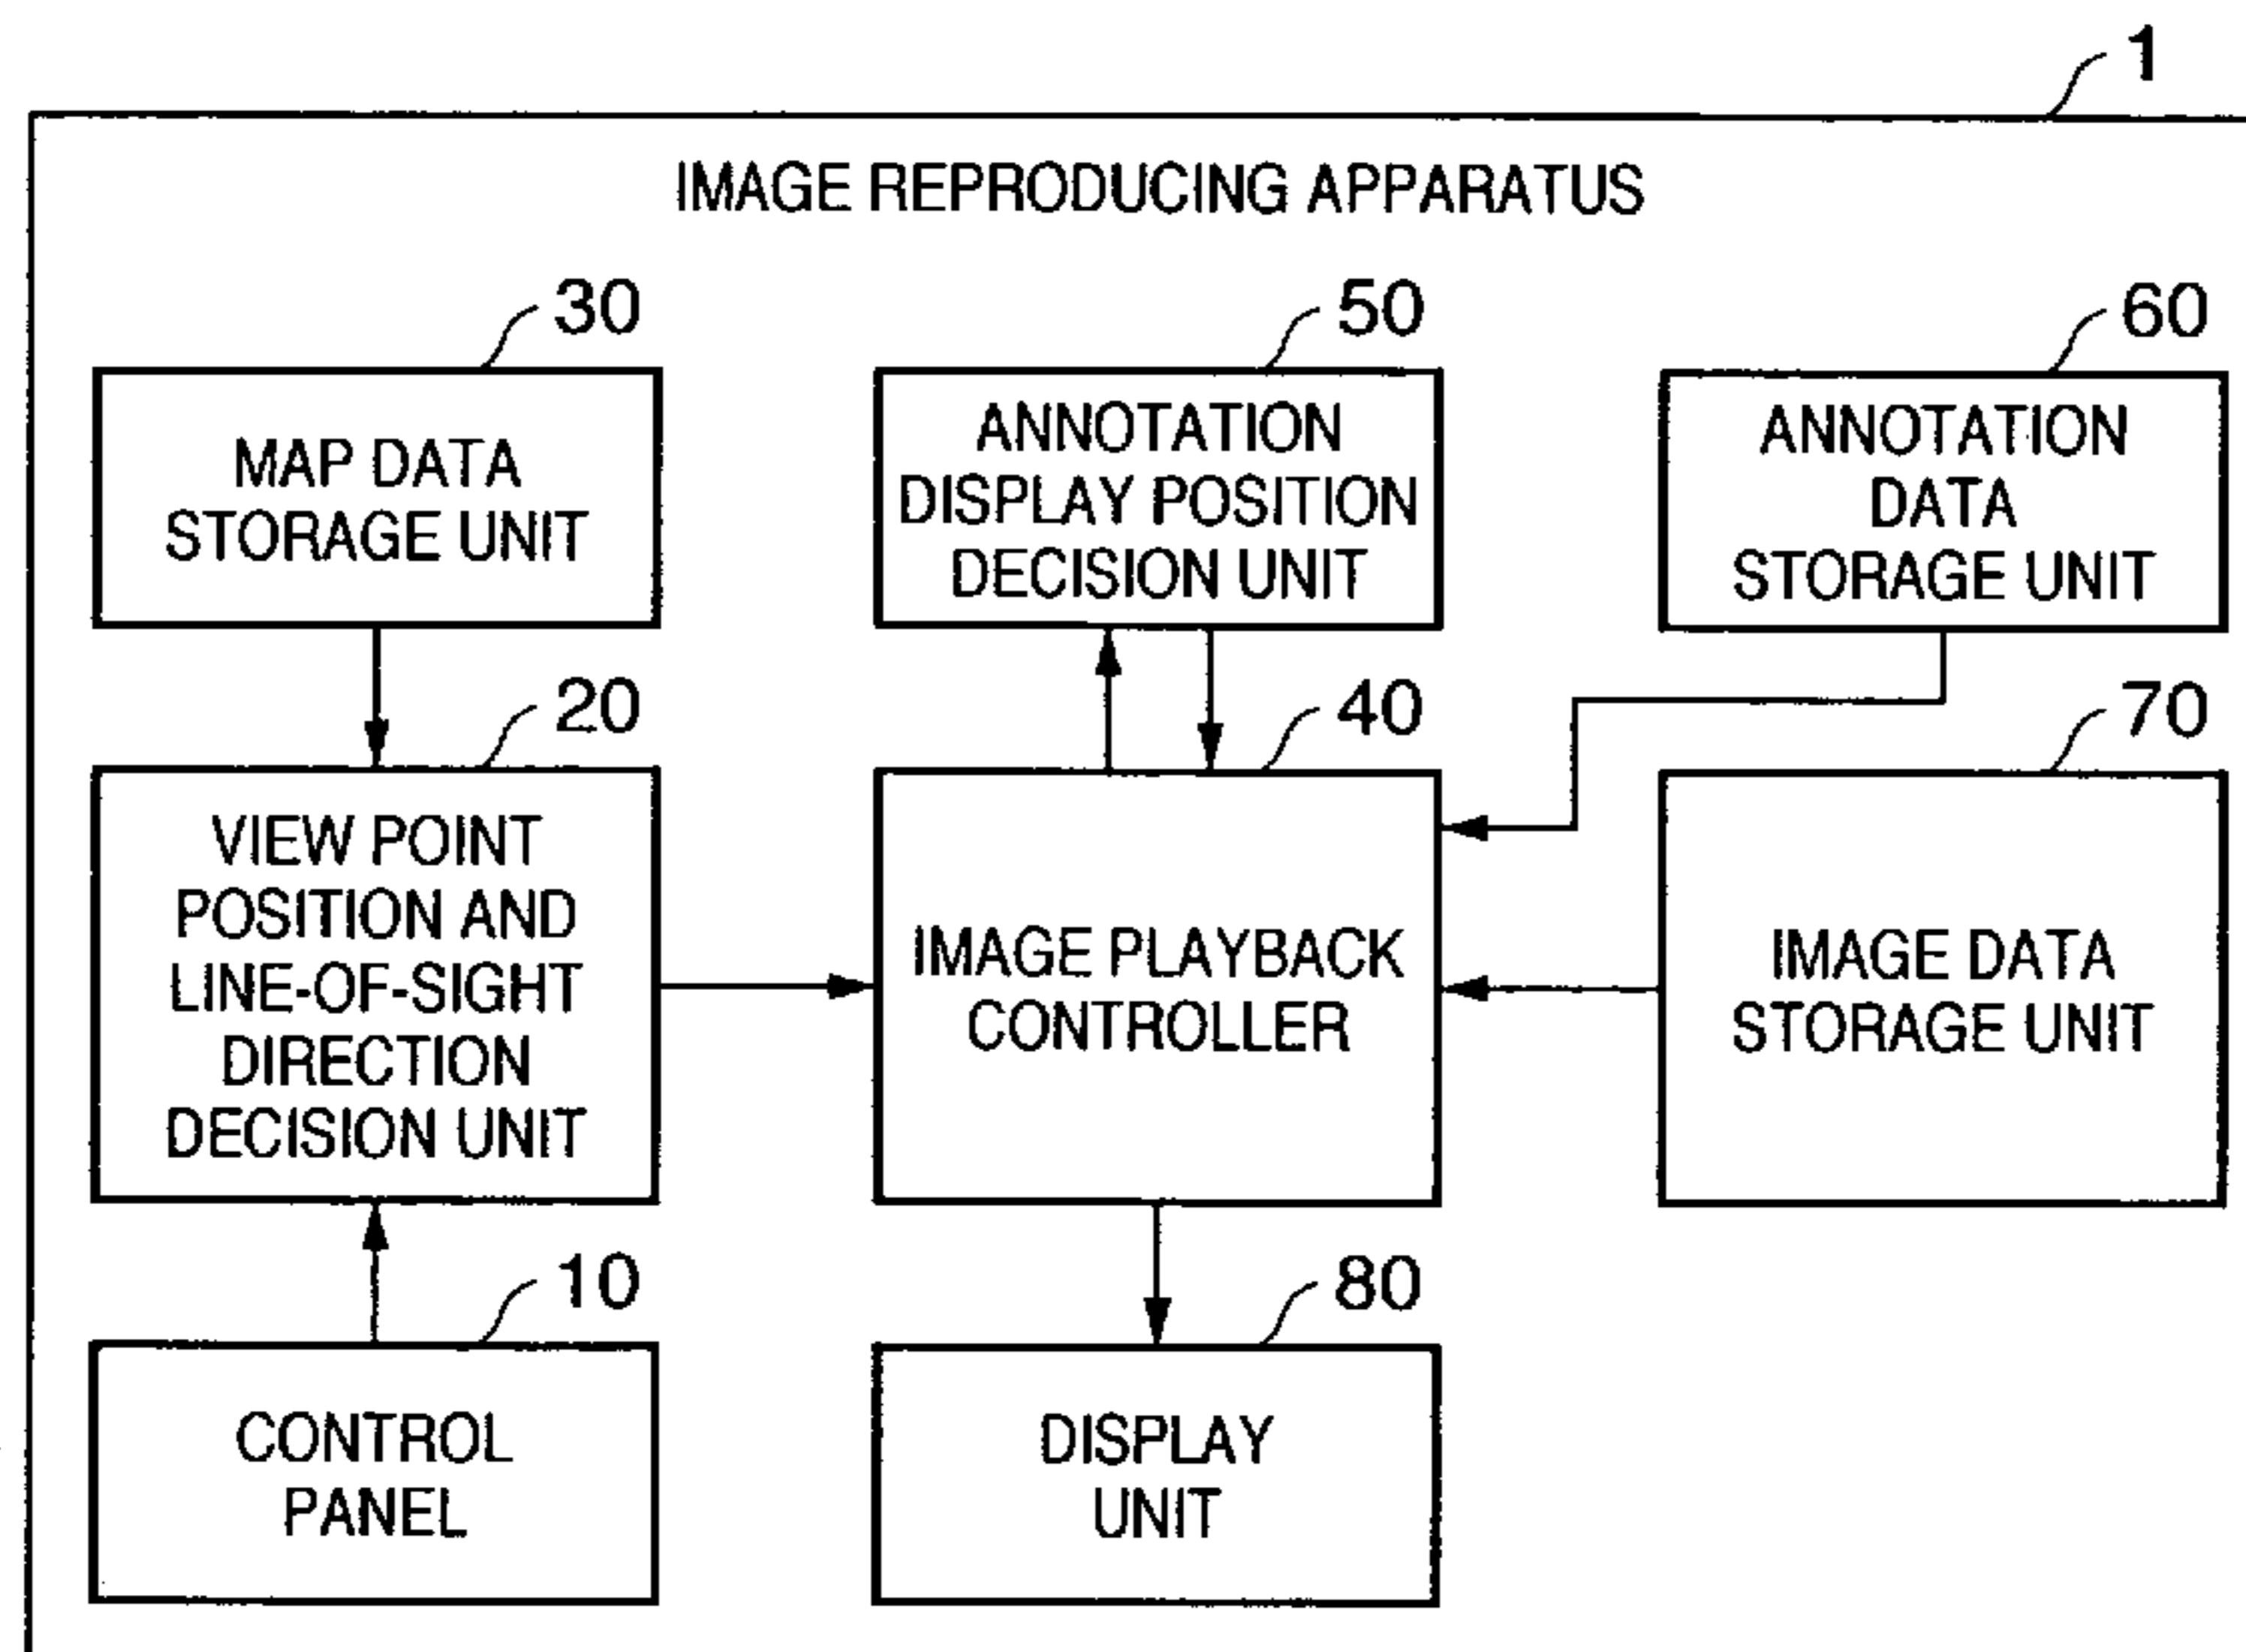 1
IMAGE REPRODUCING APPARATUS
30
MAP DATA
STORAGE UNIT
50
ANNOTATION
DISPLAY POSITION
DECISION UNIT
60
ANNOTATION
DATA
STORAGE UNIT
20
VIEW POINT
POSITION AND
LINE-OF-SIGHT
DIRECTION
DECISION UNIT
40
IMAGE PLAYBACK
CONTROLLER
70
IMAGE DATA
STORAGE UNIT
10
CONTROL
PANEL
80
DISPLAY
UNIT